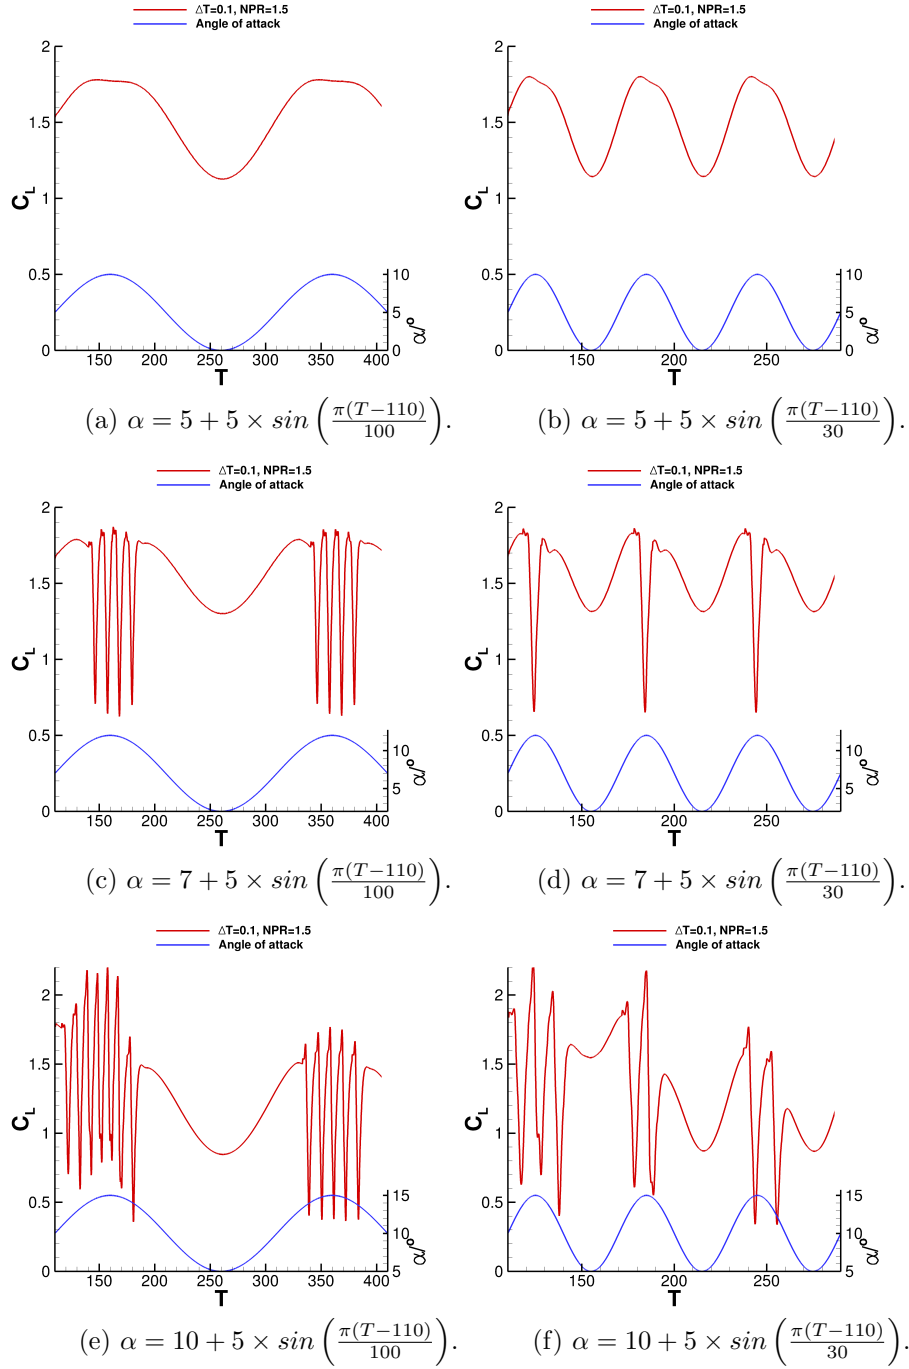 ΔT=0.1, NPR=1.5
Angle of attack
2
1.5
1
0.5
0
C_L
150 200 250 300 350 400
T
10
5
0
α/°
(a) α = 5 + 5 × sin (π(T−110)/100).
ΔT=0.1, NPR=1.5
Angle of attack
2
1.5
1
0.5
0
C_L
150 200 250
T
10
5
0
α/°
(b) α = 5 + 5 × sin (π(T−110)/30).
ΔT=0.1, NPR=1.5
Angle of attack
2
1.5
1
0.5
0
C_L
150 200 250 300 350 400
T
10
5
α/°
(c) α = 7 + 5 × sin (π(T−110)/100).
ΔT=0.1, NPR=1.5
Angle of attack
2
1.5
1
0.5
0
C_L
150 200 250
T
10
5
α/°
(d) α = 7 + 5 × sin (π(T−110)/30).
ΔT=0.1, NPR=1.5
Angle of attack
2
1.5
1
0.5
0
C_L
150 200 250 300 350 400
T
15
10
5
α/°
(e) α = 10 + 5 × sin (π(T−110)/100).
ΔT=0.1, NPR=1.5
Angle of attack
2
1.5
1
0.5
0
C_L
150 200 250
T
15
10
5
α/°
(f) α = 10 + 5 × sin (π(T−110)/30).